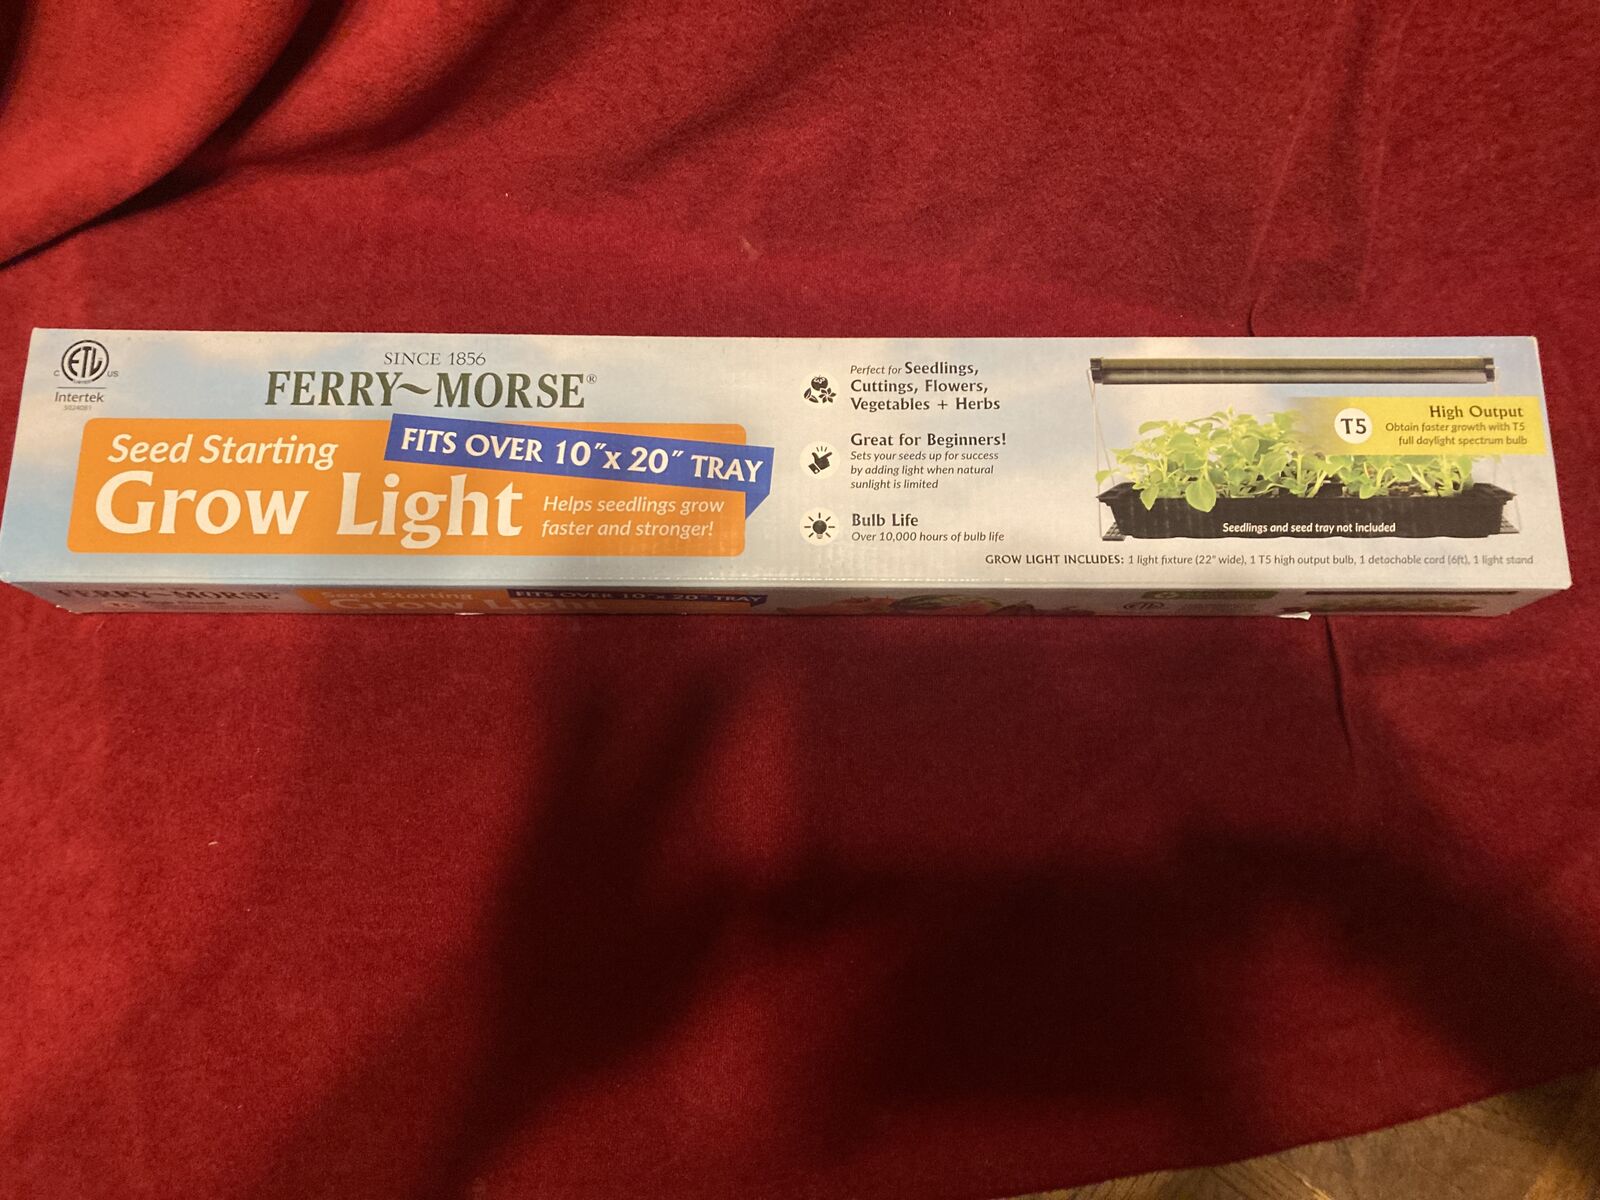 ETL
C US
Intertek
5024081
SINCE 1856
FERRY~MORSE®
Seed Starting
Grow Light
FITS OVER 10"x 20" TRAY
Helps seedlings grow
faster and stronger!
Perfect for Seedlings,
Cuttings, Flowers,
Vegetables + Herbs
Great for Beginners!
Sets your seeds up for success
by adding light when natural
sunlight is limited
Bulb Life
Over 10,000 hours of bulb life
T5
High Output
Obtain faster growth with T5
full daylight spectrum bulb
Seedlings and seed tray not included
GROW LIGHT INCLUDES: 1 light fixture (22" wide), 1 T5 high output bulb, 1 detachable cord (6ft), 1 light stand
FERRY~MORSE
Seed Starting
Grow Light
FITS OVER 10"x 20" TRAY